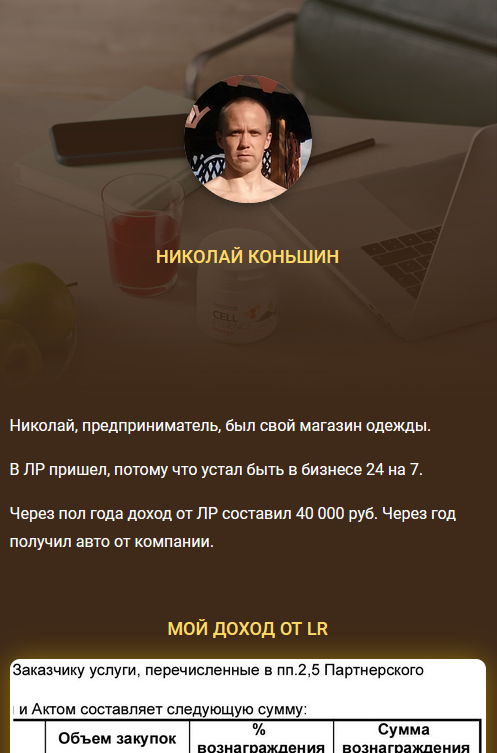 НИКОЛАЙ КОНЬШИН
CELL
Николай, предприниматель, был свой магазин одежды.
В ЛР пришел, потому что устал быть в бизнесе 24 на 7.
Через пол года доход от ЛР составил 40 000 руб. Через год
получил авто от компании.
МОЙ ДОХОД ОТ LR
Заказчику услуги, перечисленные в пп.2,5 Партнерского
и Актом составляет следующую сумму:
Объем закупок
%
вознаграждения
Сумма
вознаграждения